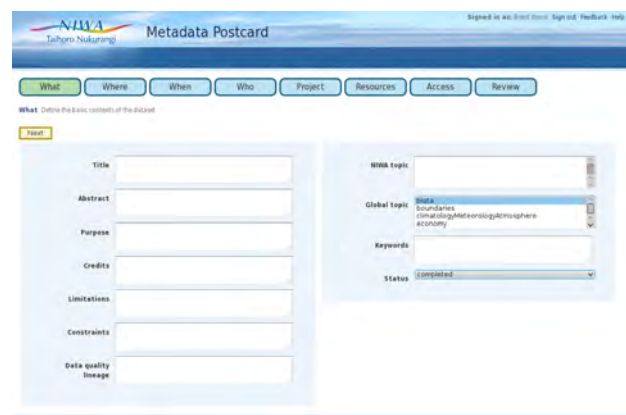 NIWA
Taihoro Nukurangi
Metadata Postcard
Signed in as: Sign out Feedback Help
What
Where
When
Who
Project
Resources
Access
Review
What Define the basic contents of the dataset
Next
Title
Abstract
Purpose
Credits
Limitations
Constraints
Data quality
lineage
NIWA topic
Global topic
biota
boundaries
climatologyMeteorologyAtmosphere
economy
Keywords
Status
completed